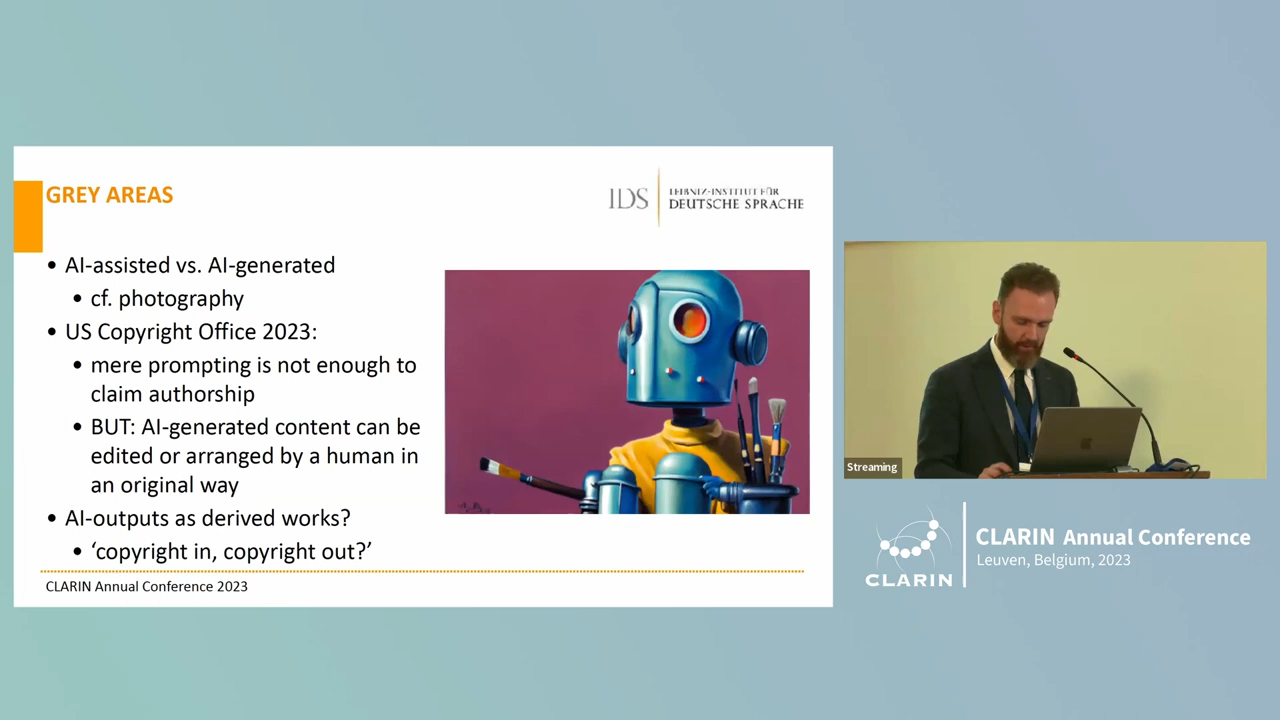 GREY AREAS
IDS
LEIBNIZ-INSTITUT FÜR
DEUTSCHE SPRACHE
• AI-assisted vs. AI-generated
• cf. photography
• US Copyright Office 2023:
• mere prompting is not enough to
claim authorship
• BUT: AI-generated content can be
edited or arranged by a human in
an original way
• AI-outputs as derived works?
• ‘copyright in, copyright out?’
CLARIN Annual Conference 2023
Streaming
CLARIN
CLARIN Annual Conference
Leuven, Belgium, 2023